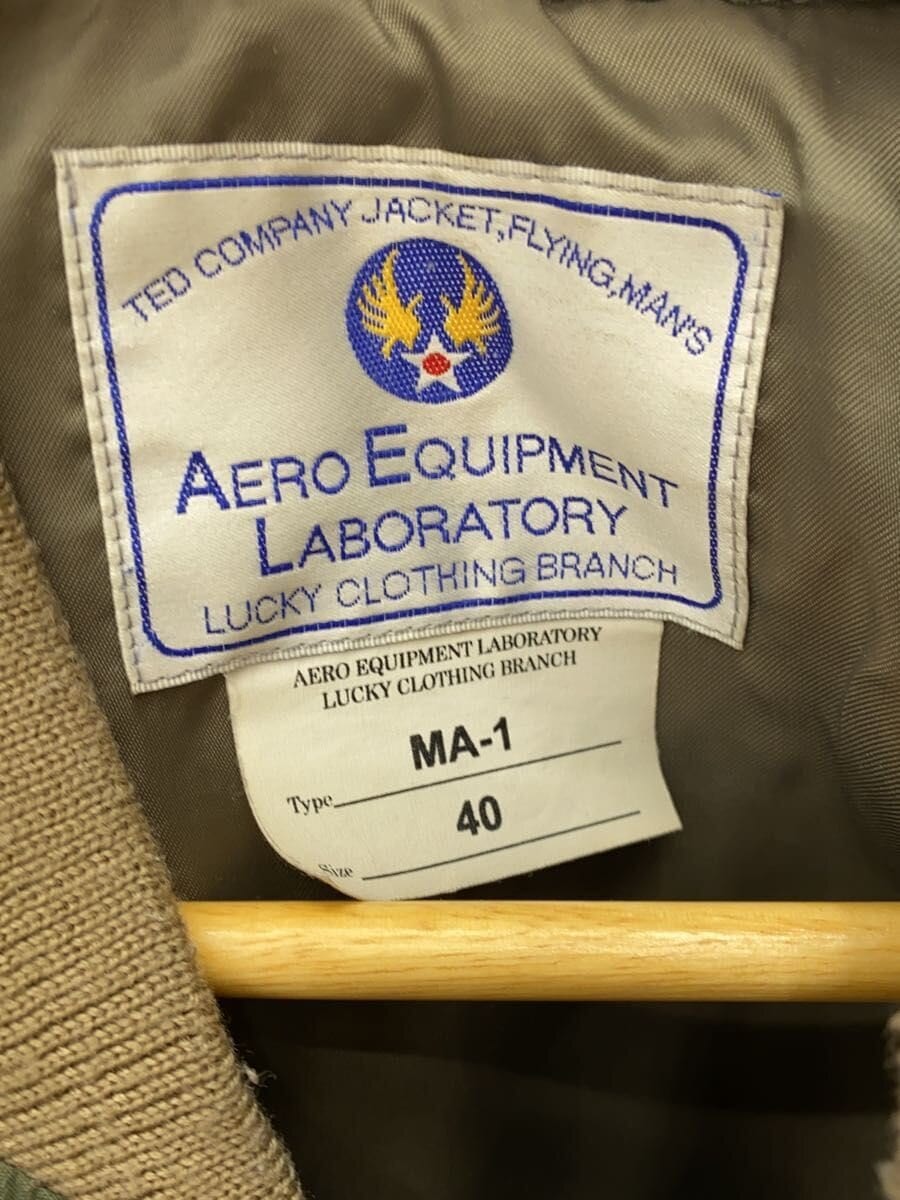 TED COMPANY JACKET,FLYING,MAN'S
AERO EQUIPMENT
LABORATORY
LUCKY CLOTHING BRANCH
AERO EQUIPMENT LABORATORY
LUCKY CLOTHING BRANCH
Type MA-1
Size 40